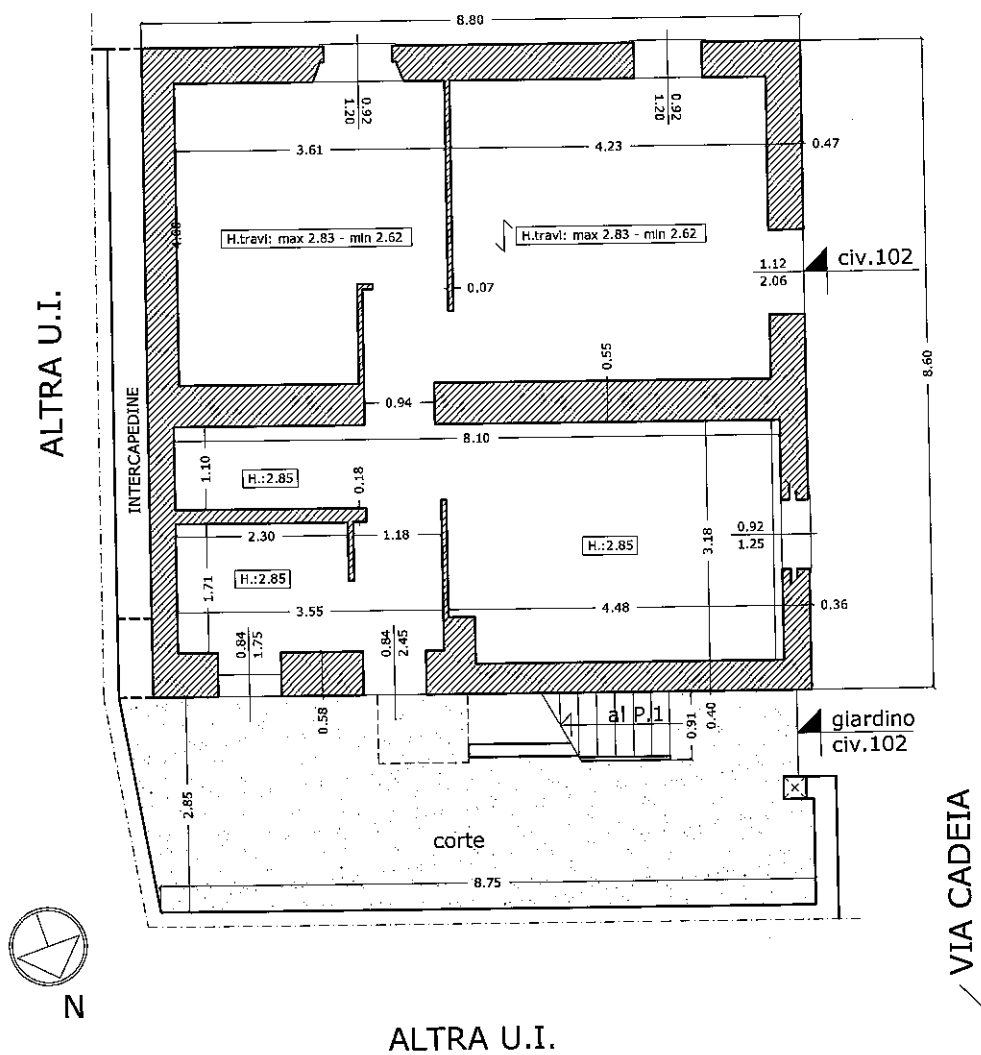 8.80
0.92
1.20
0.92
1.20
3.61
4.23
0.47
4.08
H.travi: max 2.83 - min 2.62
H.travi: max 2.83 - min 2.62
1.12
2.06
civ.102
0.07
ALTRA U.I.
INTERCAPEDINE
0.55
8.60
0.94
8.10
1.10
H.:2.85
0.18
2.30
1.18
H.:2.85
3.18
0.92
1.25
1.71
H.:2.85
3.55
4.48
0.36
0.84
1.75
0.84
2.45
0.58
al P.1
0.91
0.40
giardino
civ.102
2.85
corte
8.75
VIA CADEIA
N
ALTRA U.I.